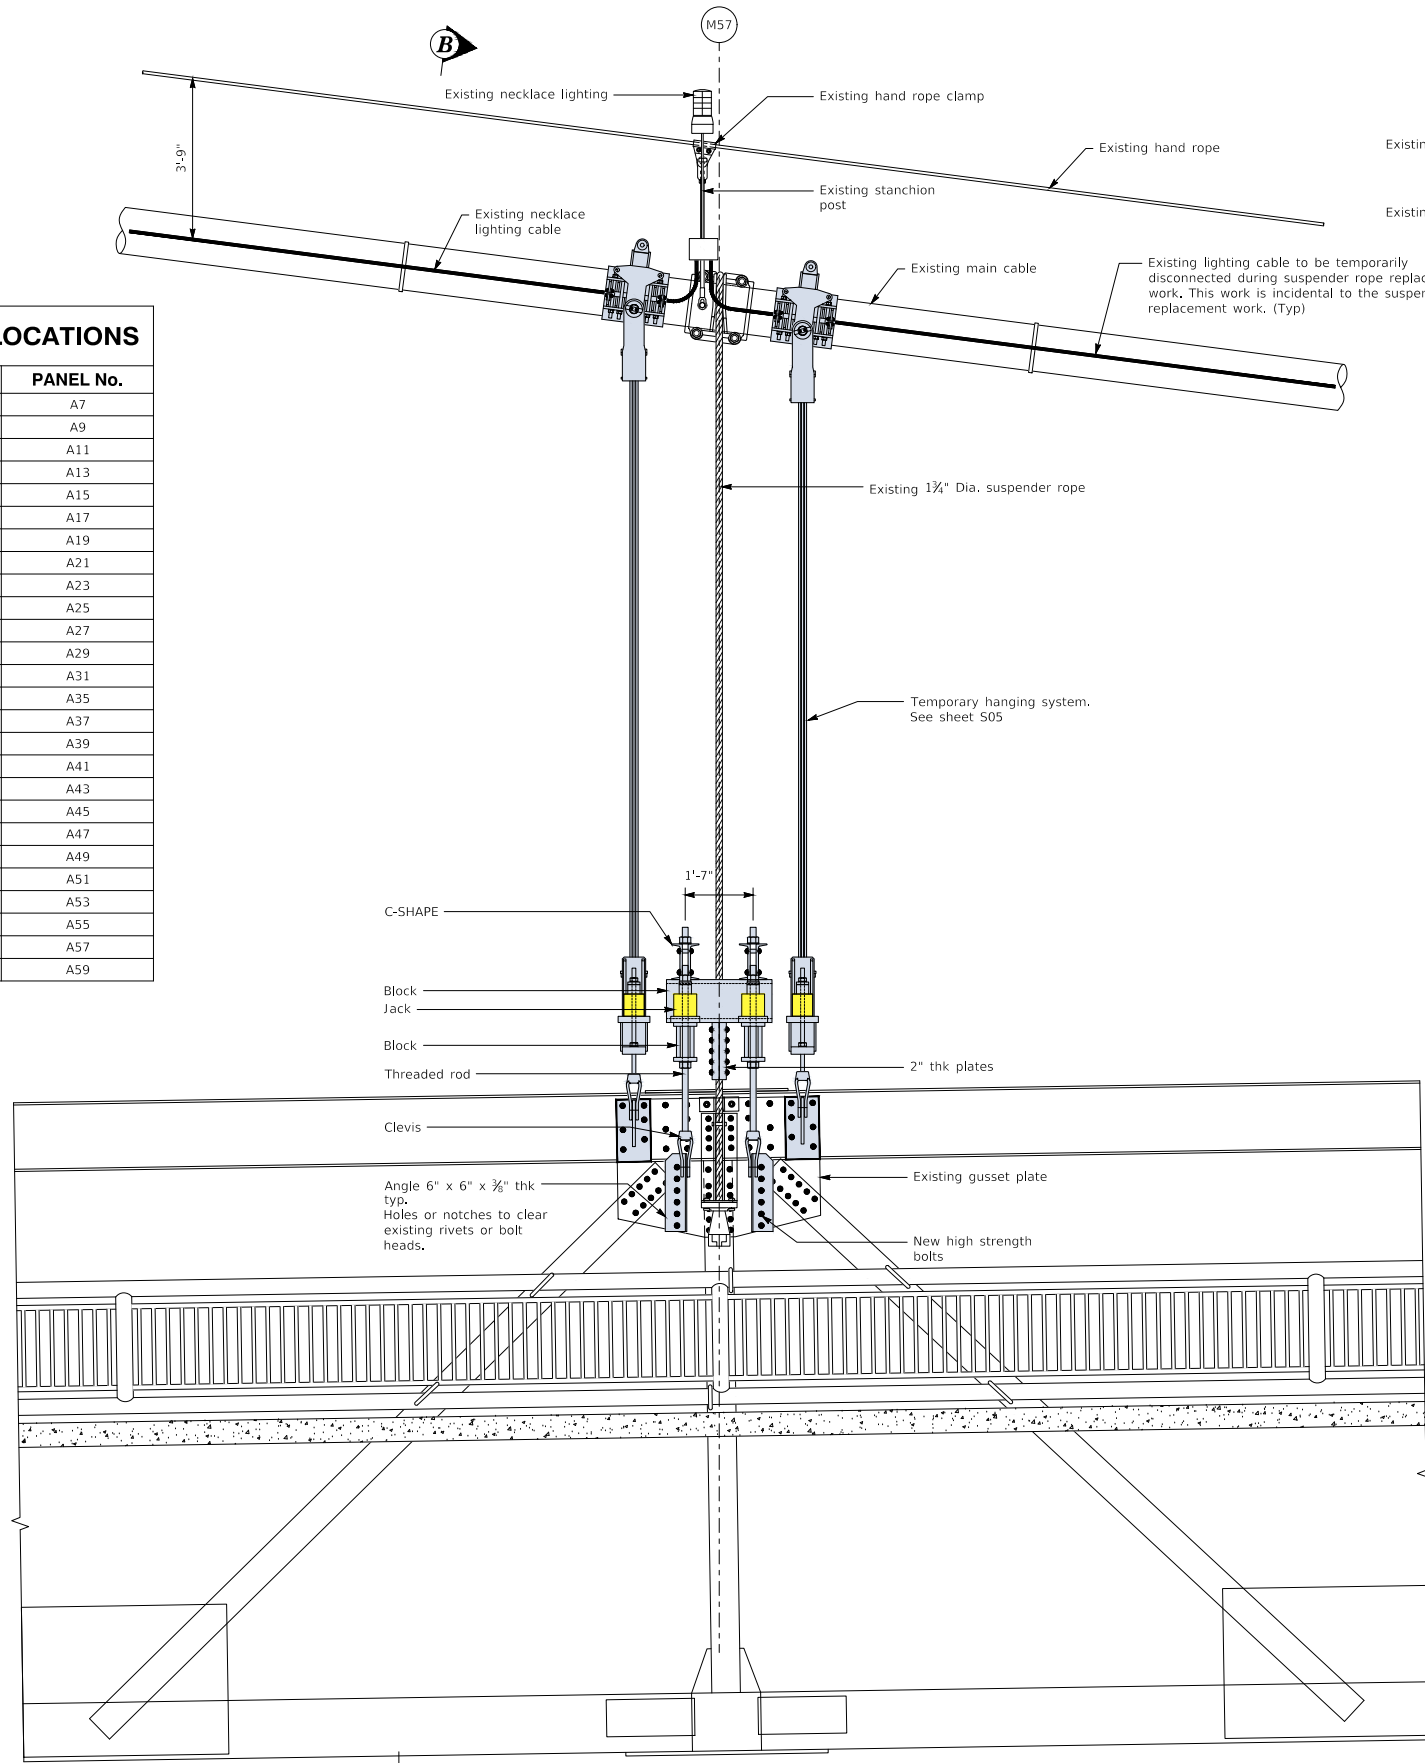 M57
B
Existing necklace lighting
Existing hand rope clamp
3'-9"
Existing hand rope
Existing stanchion
post
Existing necklace
lighting cable
Existing main cable
Existing lighting cable to be temporarily
disconnected during suspender rope
work. This work is incidental to the
replacement work. (Typ)
LOCATIONS
PANEL No.
A7
A9
A11
A13
A15
A17
A19
A21
A23
A25
A27
A29
A31
A35
A37
A39
A41
A43
A45
A47
A49
A51
A53
A55
A57
A59
Existing 1¾" Dia. suspender rope
Temporary hanging system.
See sheet S05
1'-7"
C-SHAPE
Block
Jack
Block
Threaded rod
2" thk plates
Clevis
Angle 6" x 6" x ⅜" thk
typ.
Holes or notches to clear
existing rivets or bolt
heads.
Existing gusset plate
New high strength
bolts